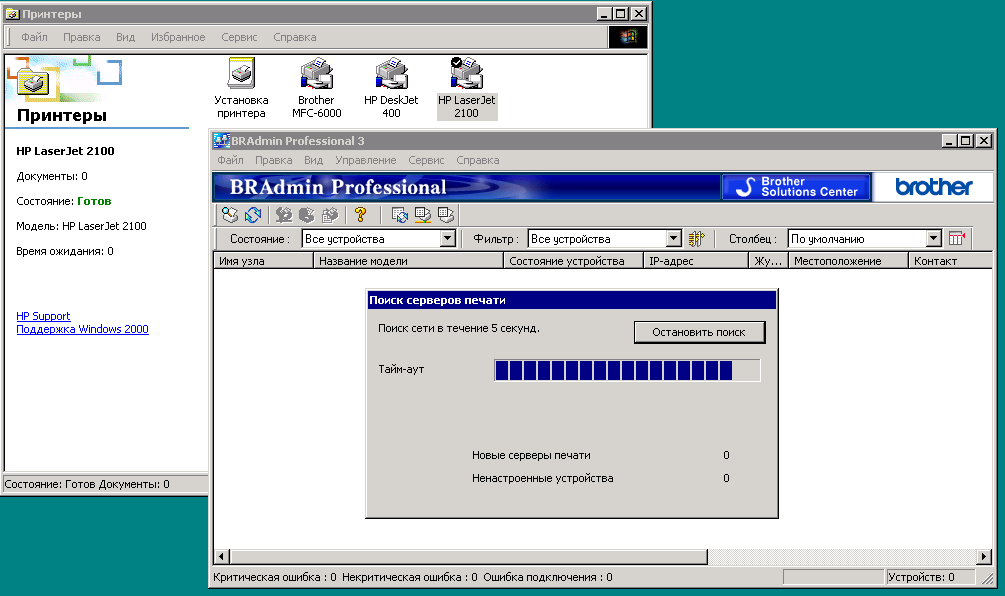 Принтеры
Файл Правка Вид Избранное Сервис Справка
Принтеры
HP LaserJet 2100
Документы: 0
Состояние: Готов
Модель: HP LaserJet 2100
Время ожидания: 0
HP Support
Поддержка Windows 2000
Установка
принтера
Brother
MFC-6000
HP DeskJet
400
HP LaserJet
2100
Состояние: Готов Документы: 0
BRAdmin Professional 3
Файл Правка Вид Управление Сервис Справка
BRAdmin Professional
Brother
Solutions Center
brother
Состояние : Все устройства Фильтр : Все устройства Столбец : По умолчанию
Имя узла Название модели Состояние устройства IP-адрес Жу... Местоположение Контакт
Поиск серверов печати
Поиск сети в течение 5 секунд.
Остановить поиск
Тайм-аут
Новые серверы печати 0
Ненастроенные устройства 0
Критическая ошибка : 0 Некритическая ошибка : 0 Ошибка подключения : 0
Устройств: 0